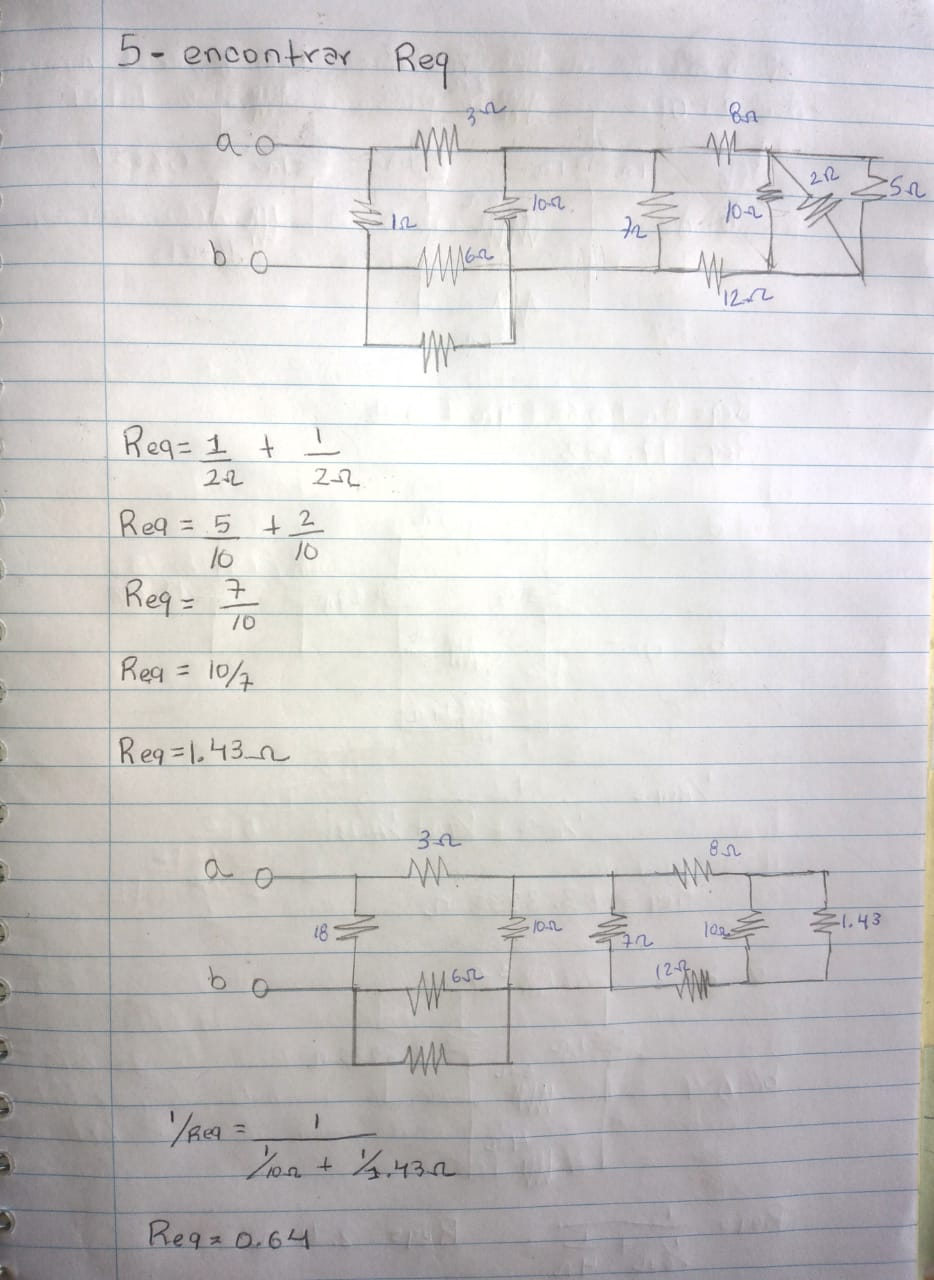 5- encontrar Req
3Ω 8Ω
a
1Ω 10Ω 7Ω 10Ω 2Ω 5Ω
b 6Ω
12Ω
Req = 1/2Ω + 1/2Ω
Req = 5/10 + 2/10
Req = 7/10
Req = 10/7
Req = 1.43Ω
3Ω 8Ω
a
18 10Ω 7Ω 10Ω 1.43
b 6Ω 12Ω
1/Req = 1/(1/10Ω + 1/1.43Ω)
Req = 0.64